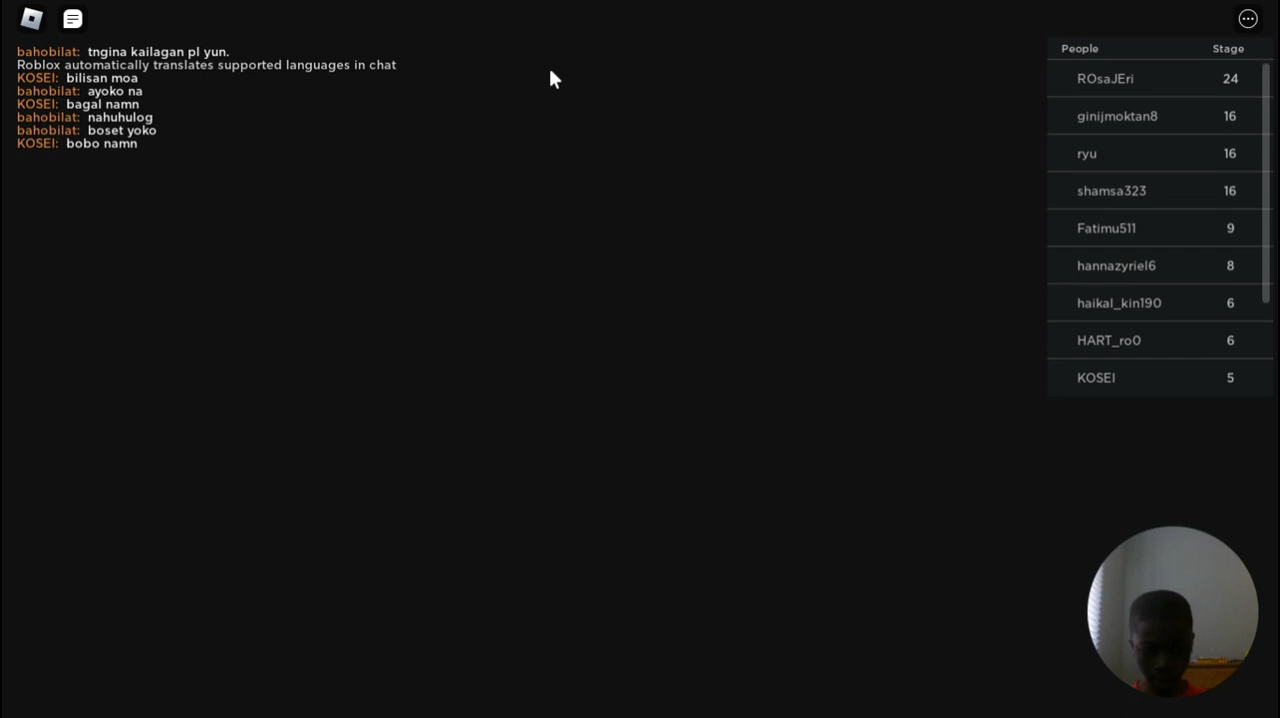 bahobilat: tngina kailagan pl yun.
Roblox automatically translates supported languages in chat
KOSEI: bilisan moa
bahobilat: ayoko na
KOSEI: bagal namn
bahobilat: nahuhulog
bahobilat: boset yoko
KOSEI: bobo namn
People Stage
ROsaJEri 24
ginijmoktan8 16
ryu 16
shamsa323 16
Fatimu511 9
hannazyriel6 8
haikal_kin190 6
HART_ro0 6
KOSEI 5